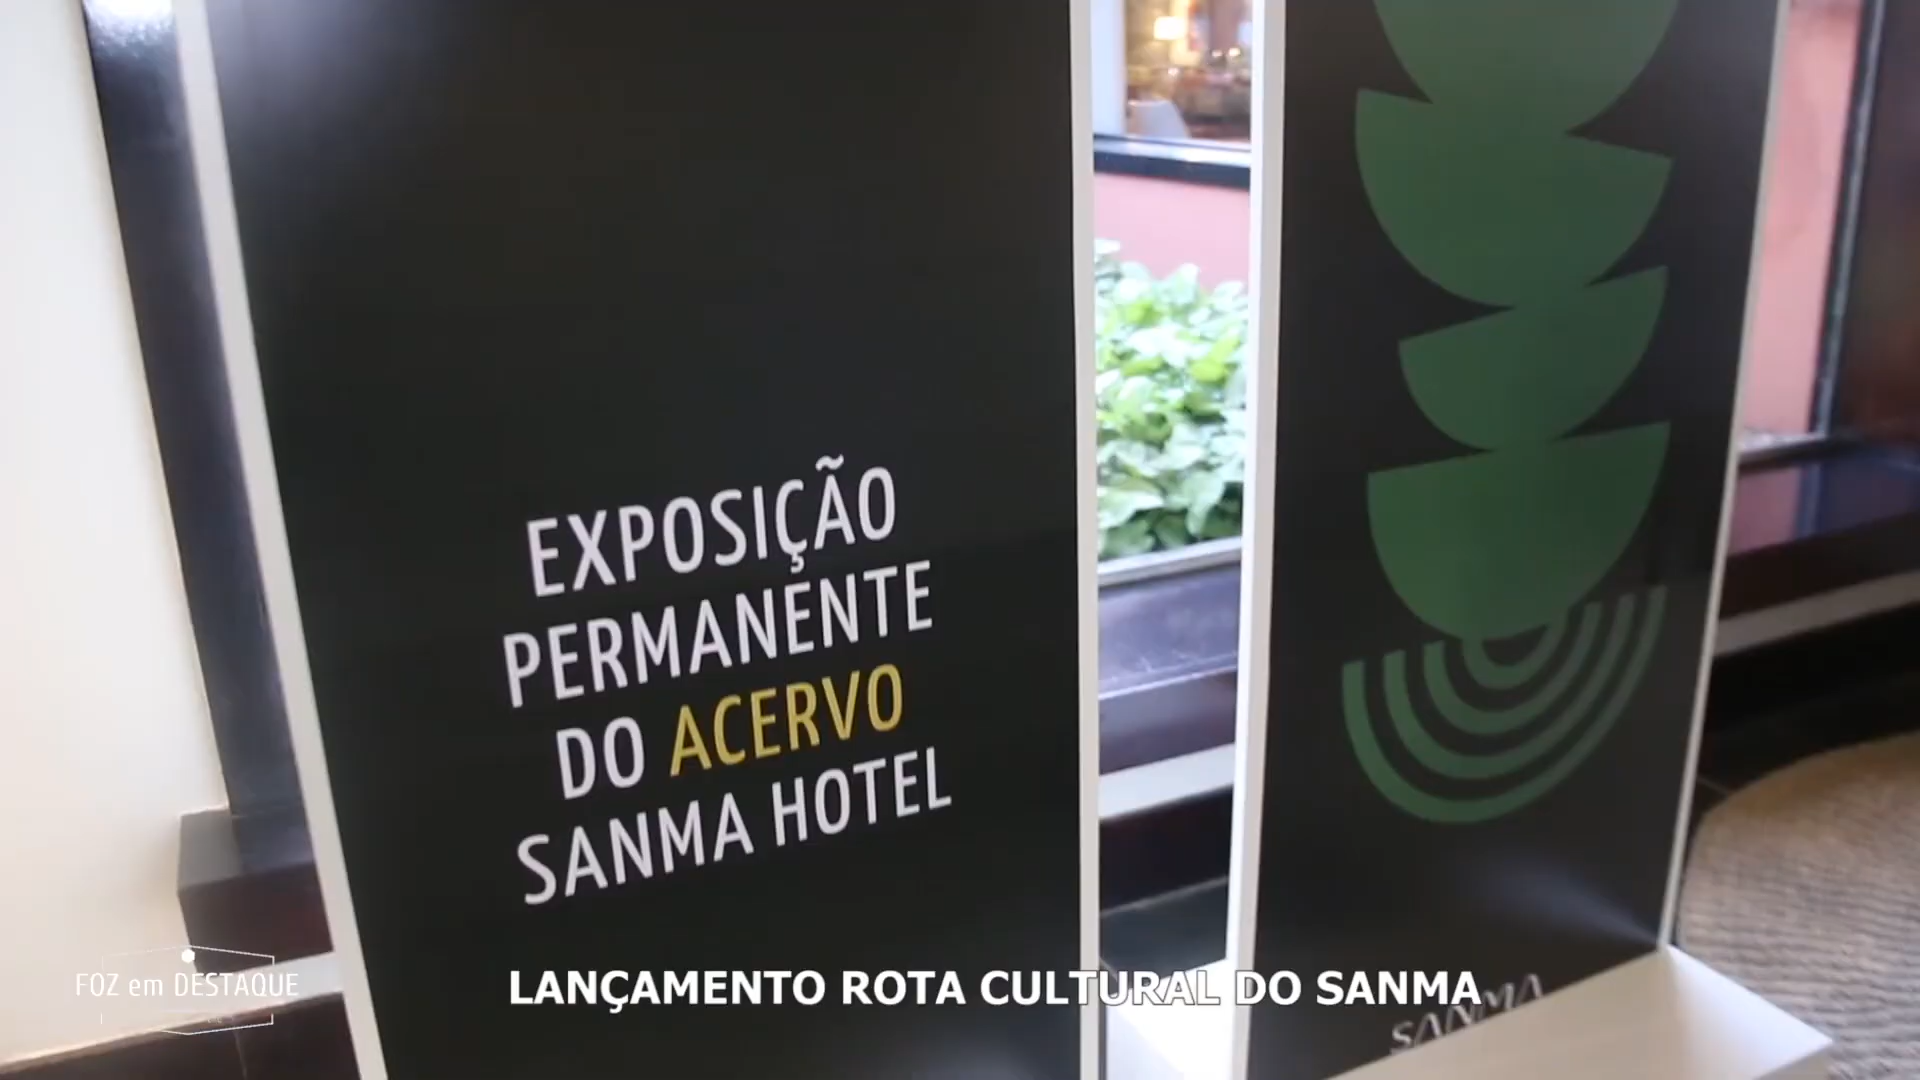 EXPOSIÇÃO
PERMANENTE
DO ACERVO
SANMA HOTEL
SANMA
FOZ em DESTAQUE
LANÇAMENTO ROTA CULTURAL DO SANMA